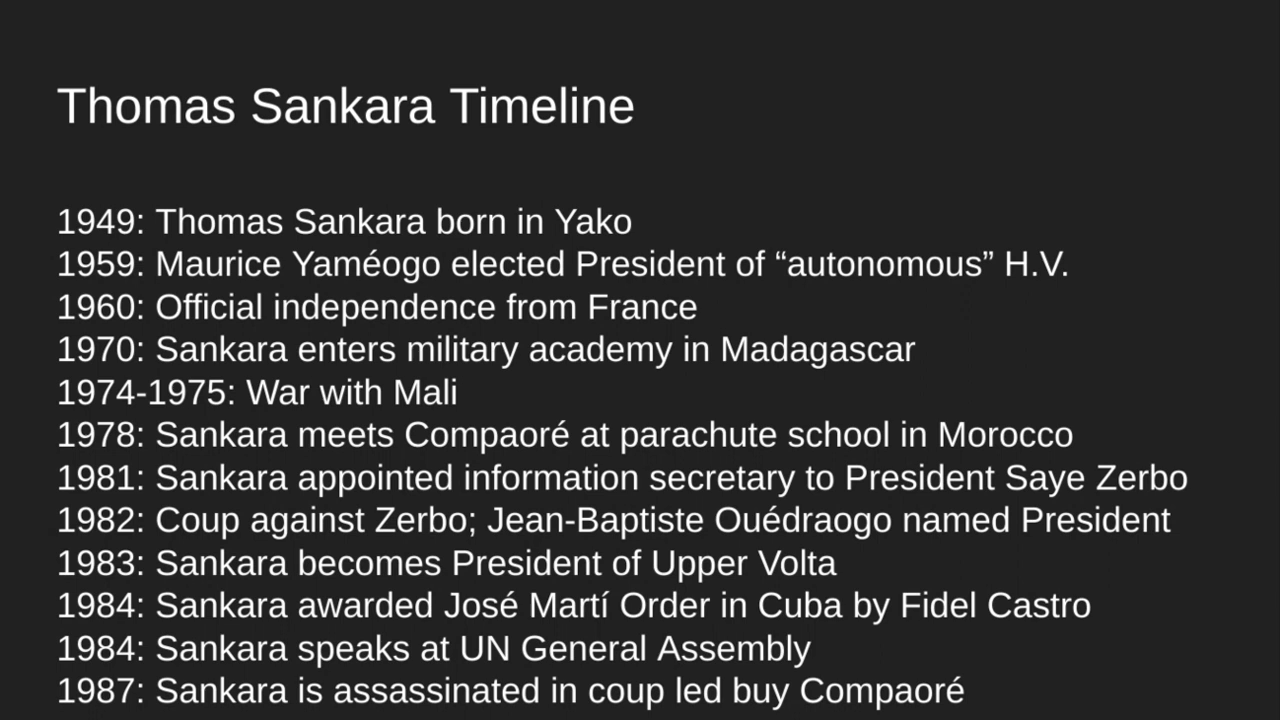 Thomas Sankara Timeline
1949: Thomas Sankara born in Yako
1959: Maurice Yaméogo elected President of “autonomous” H.V.
1960: Official independence from France
1970: Sankara enters military academy in Madagascar
1974-1975: War with Mali
1978: Sankara meets Compaoré at parachute school in Morocco
1981: Sankara appointed information secretary to President Saye Zerbo
1982: Coup against Zerbo; Jean-Baptiste Ouédraogo named President
1983: Sankara becomes President of Upper Volta
1984: Sankara awarded José Martí Order in Cuba by Fidel Castro
1984: Sankara speaks at UN General Assembly
1987: Sankara is assassinated in coup led buy Compaoré